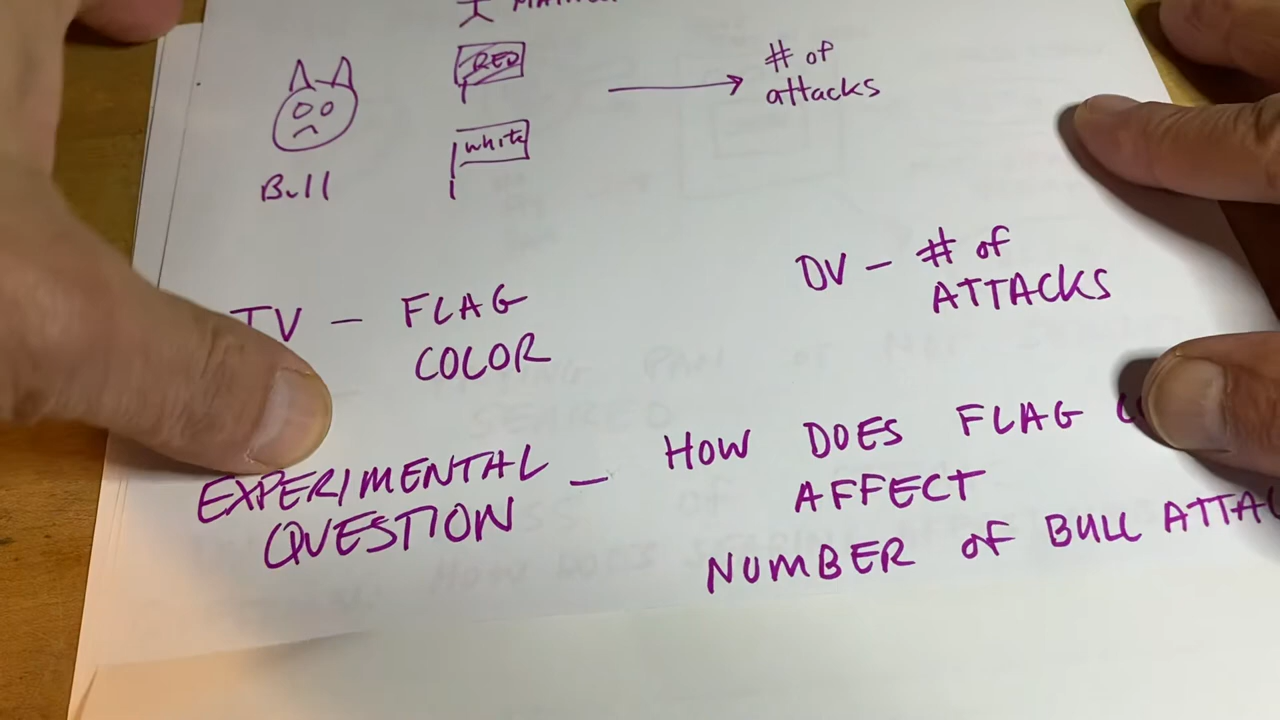 RED
# of
attacks
white
Bull
DV - # of
ATTACKS
IV - FLAG
COLOR
EXPERIMENTAL
QUESTION - HOW DOES FLAG
AFFECT
NUMBER of BULL